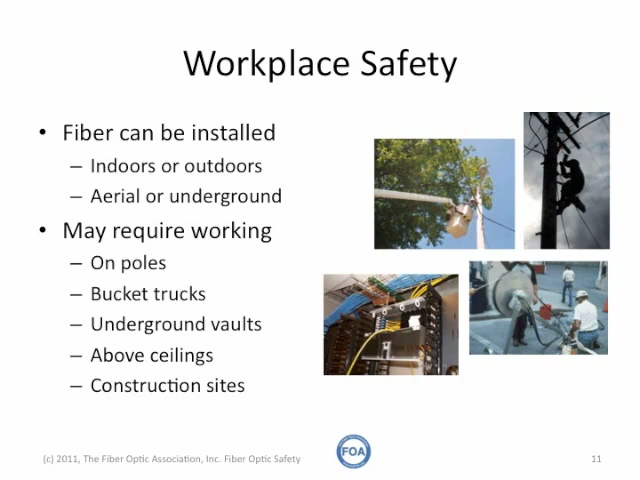 Workplace Safety
• Fiber can be installed
– Indoors or outdoors
– Aerial or underground
• May require working
– On poles
– Bucket trucks
– Underground vaults
– Above ceilings
– Construction sites
(c) 2011, The Fiber Optic Association, Inc. Fiber Optic Safety
FOA
11